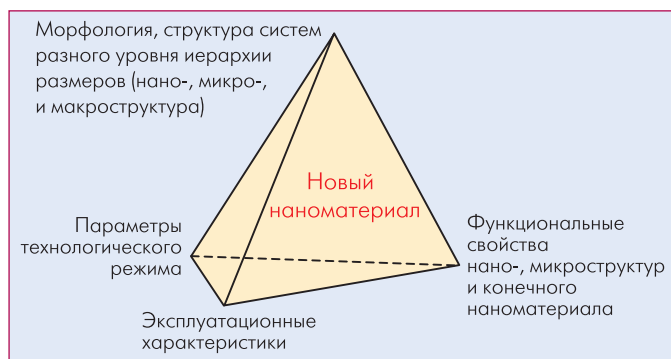 Морфология, структура систем
разного уровня иерархии
размеров (нано-, микро-,
и макроструктура)
Новый
наноматериал
Параметры
технологического
режима
Функциональные
свойства
нано-, микроструктур
и конечного
наноматериала
Эксплуатационные
характеристики